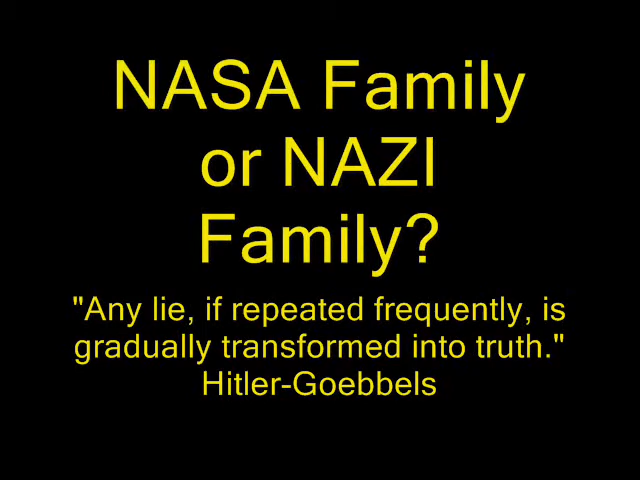 NASA Family
or NAZI
Family?
"Any lie, if repeated frequently, is
gradually transformed into truth."
Hitler-Goebbels